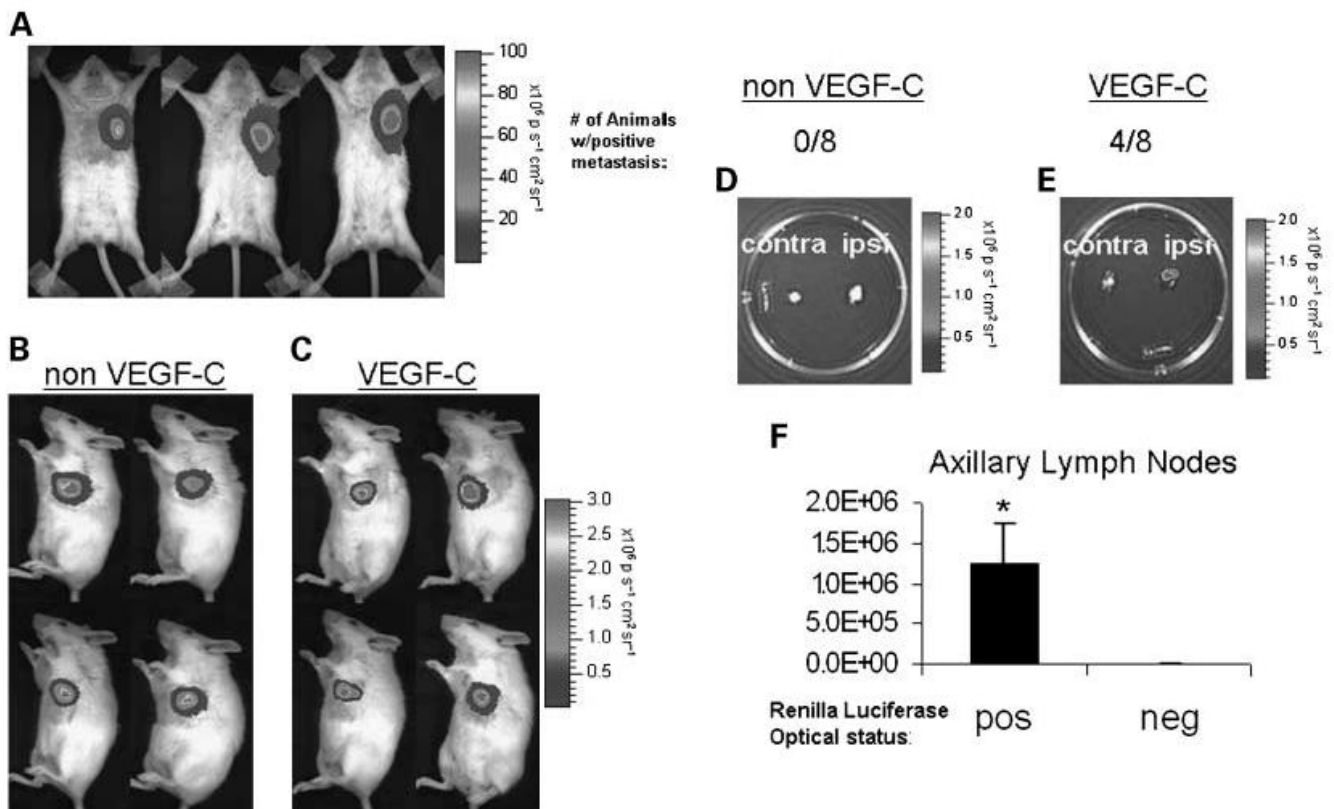 A
100
80
60
40
20
x10⁶ p s⁻¹ cm² sr⁻¹
# of Animals
w/positive
metastasis:
non VEGF-C
0/8
VEGF-C
4/8
D
contra ipsi
2.0
1.5
1.0
0.5
x10⁶ p s⁻¹ cm² sr⁻¹
E
contra ipsi
2.0
1.5
1.0
0.5
x10⁶ p s⁻¹ cm² sr⁻¹
B
non VEGF-C
C
VEGF-C
3.0
2.5
2.0
1.5
1.0
0.5
x10⁶ p s⁻¹ cm² sr⁻¹
F
Axillary Lymph Nodes
2.0E+06
1.5E+06
1.0E+06
5.0E+05
0.0E+00
*
Renilla Luciferase
Optical status:
pos
neg